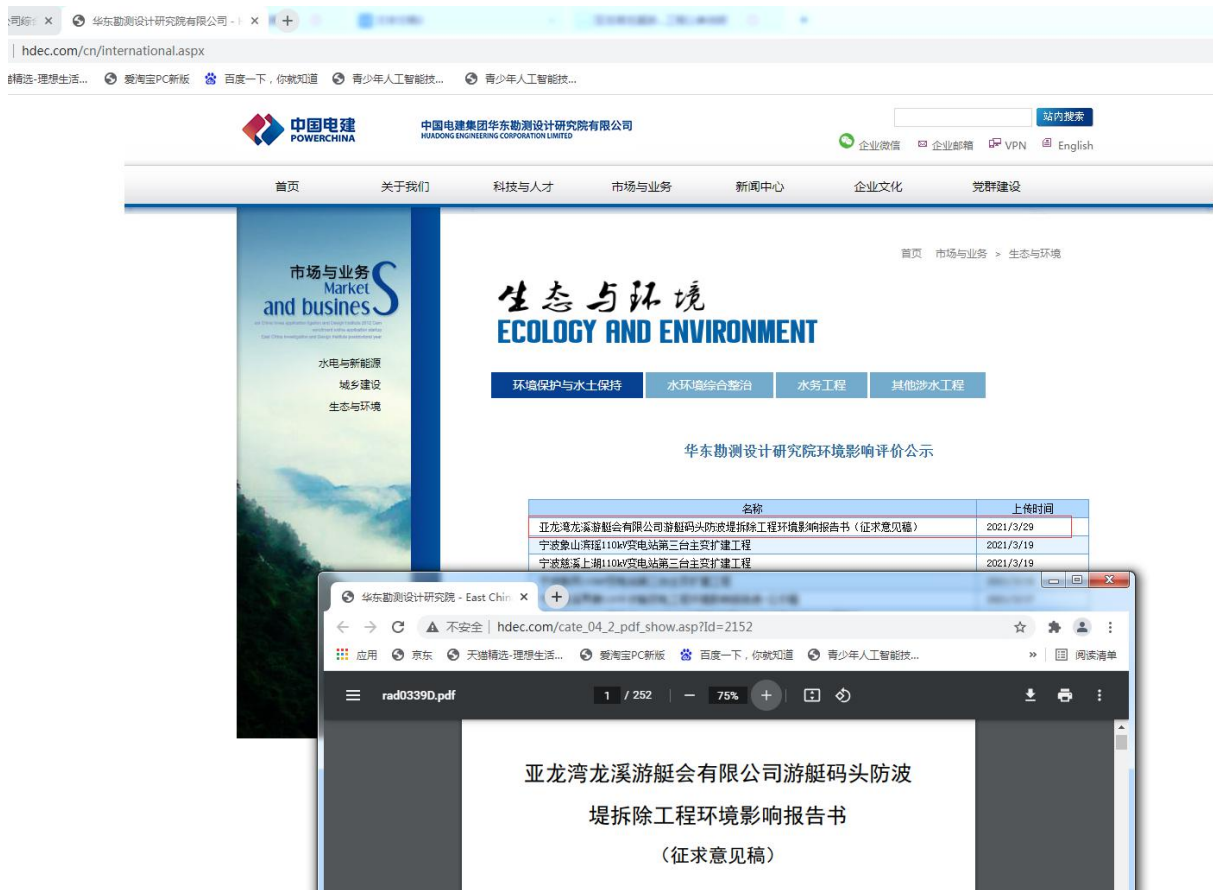 司综
华东勘测设计研究院有限公司 -
hdec.com/cn/international.aspx
猫精选-理想生活...
爱淘宝PC新版
百度一下，你就知道
青少年人工智能技...
青少年人工智能技...
中国电建
POWERCHINA
中国电建集团华东勘测设计研究院有限公司
HUADONG ENGINEERING CORPORATION LIMITED
站内搜索
企业微信
企业邮箱
VPN
English
首页 关于我们 科技与人才 市场与业务 新闻中心 企业文化 党群建设
首页 市场与业务 > 生态与环境
市场与业务
Market
and business
水电与新能源
城乡建设
生态与环境
生态与环境
ECOLOGY AND ENVIRONMENT
环境保护与水土保持 水环境综合整治 水务工程 其他涉水工程
华东勘测设计研究院环境影响评价公示
名称 上传时间
亚龙湾龙溪游艇会有限公司游艇码头防波堤拆除工程环境影响报告书（征求意见稿） 2021/3/29
宁波象山滨瑶110kV变电站第三台主变扩建工程 2021/3/19
宁波慈溪上湖110kV变电站第三台主变扩建工程 2021/3/19
华东勘测设计研究院 - East Chin
不安全 | hdec.com/cate_04_2_pdf_show.asp?Id=2152
应用 京东 天猫精选-理想生活... 爱淘宝PC新版 百度一下，你就知道 青少年人工智能技... » 阅读清单
rad0339D.pdf 1 / 252 75%
亚龙湾龙溪游艇会有限公司游艇码头防波
堤拆除工程环境影响报告书
（征求意见稿）